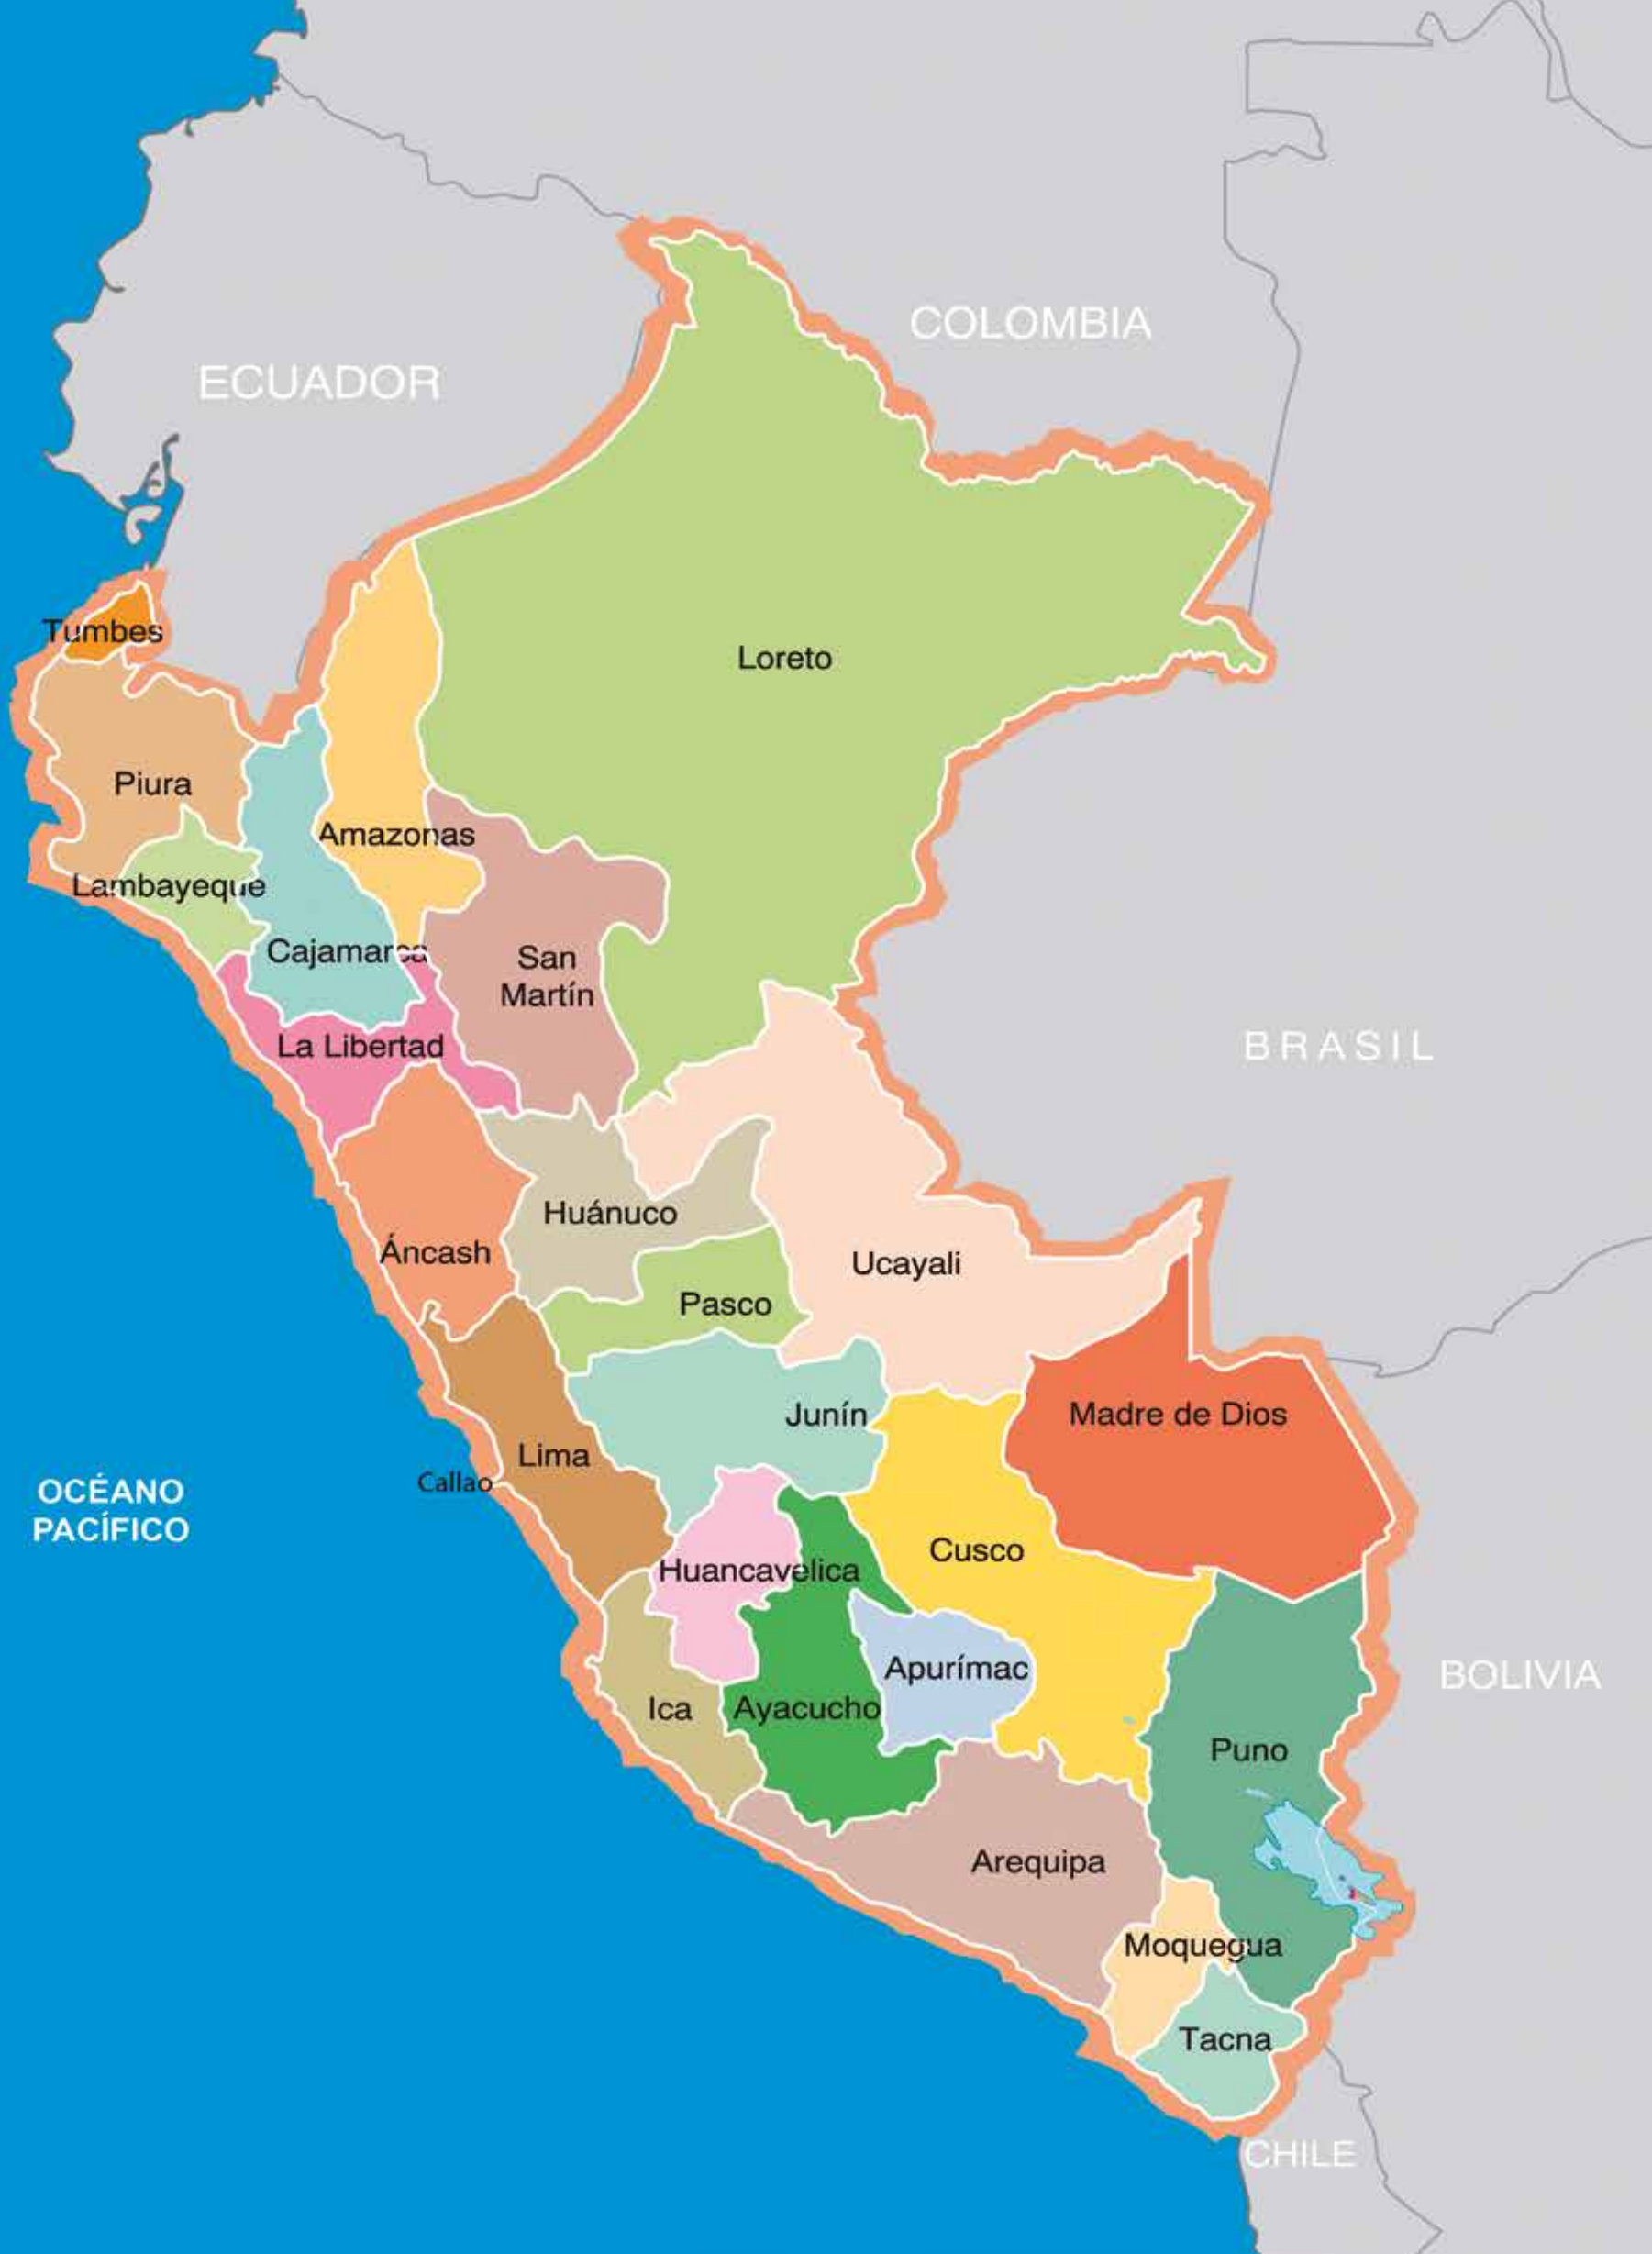 COLOMBIA
ECUADOR
Tumbes
Loreto
Piura
Amazonas
Lambayeque
Cajamarca
San
Martín
La Libertad
BRASIL
Huánuco
Áncash
Ucayali
Pasco
Junín
Madre de Dios
Lima
Callao
OCÉANO
PACÍFICO
Cusco
Huancavelica
Apurímac
BOLIVIA
Ica
Ayacucho
Puno
Arequipa
Moquegua
Tacna
CHILE